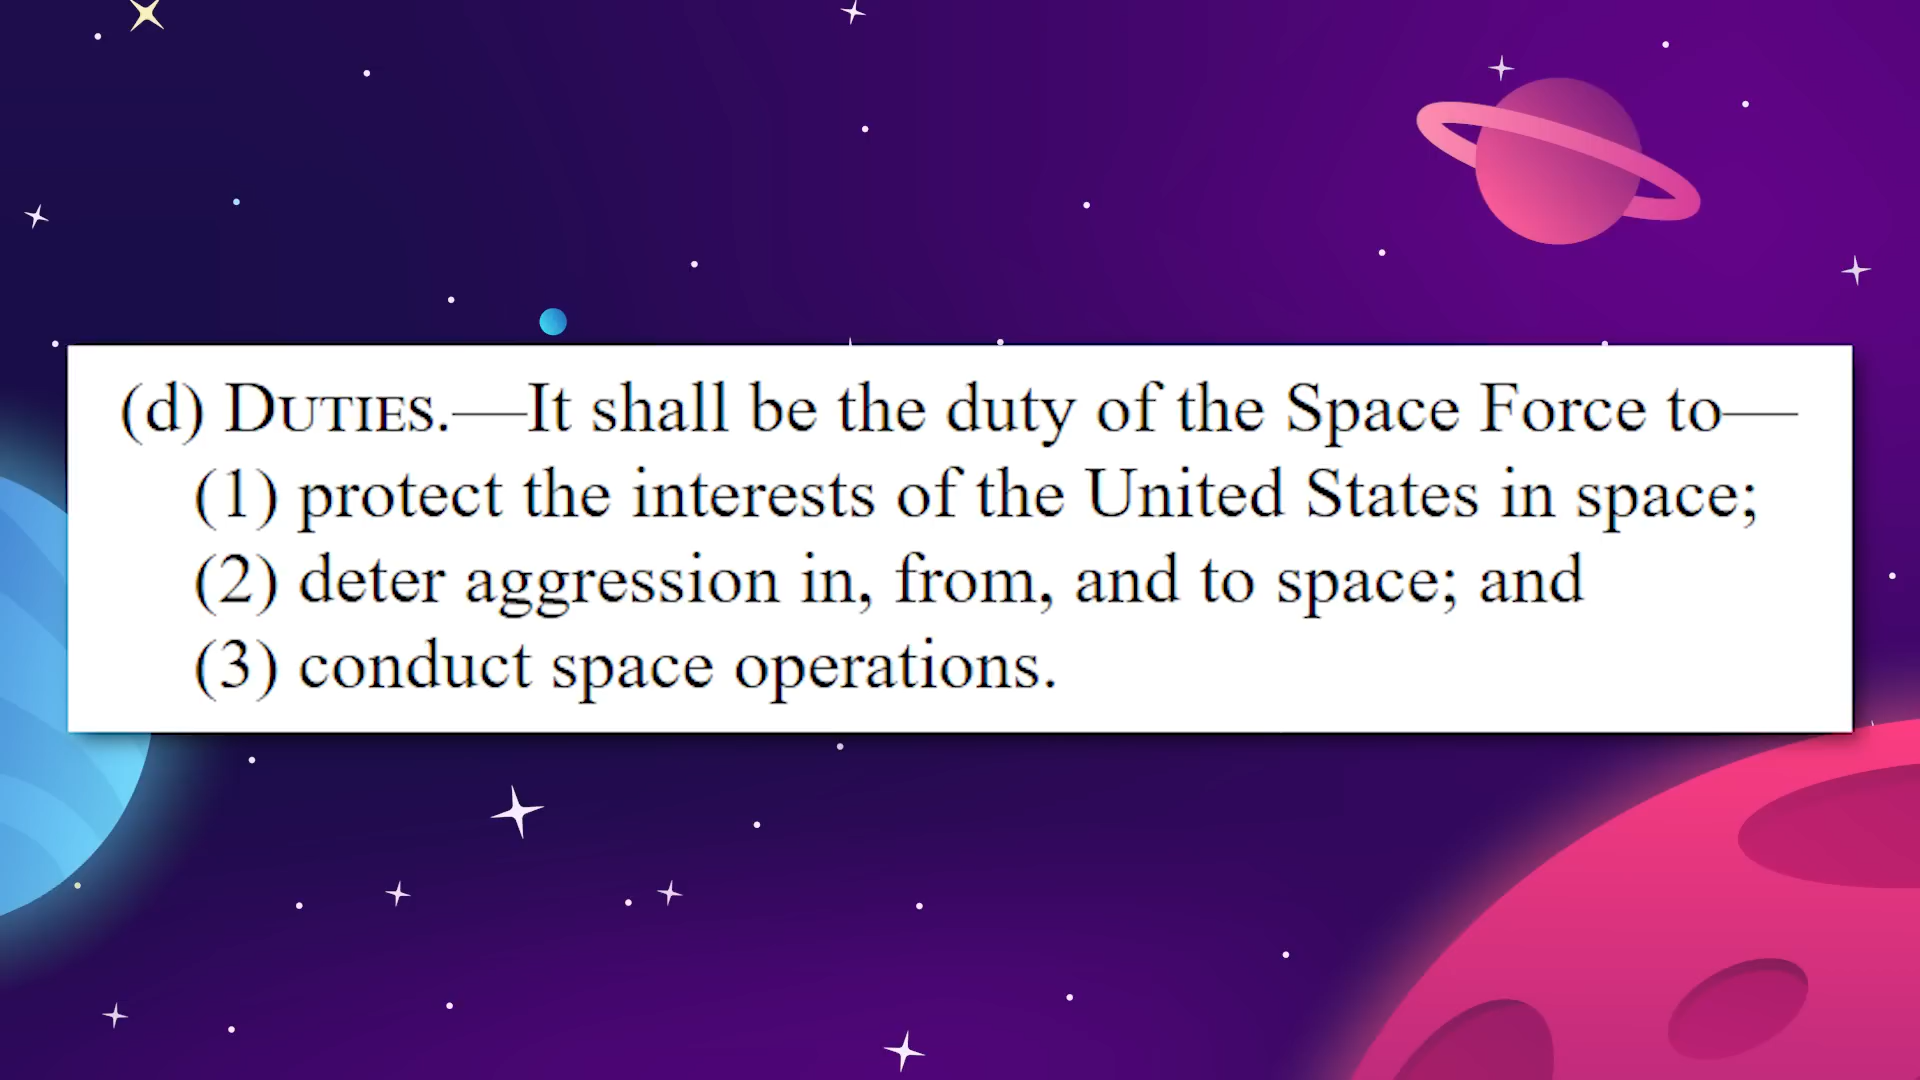 (d) DUTIES.—It shall be the duty of the Space Force to—
(1) protect the interests of the United States in space;
(2) deter aggression in, from, and to space; and
(3) conduct space operations.